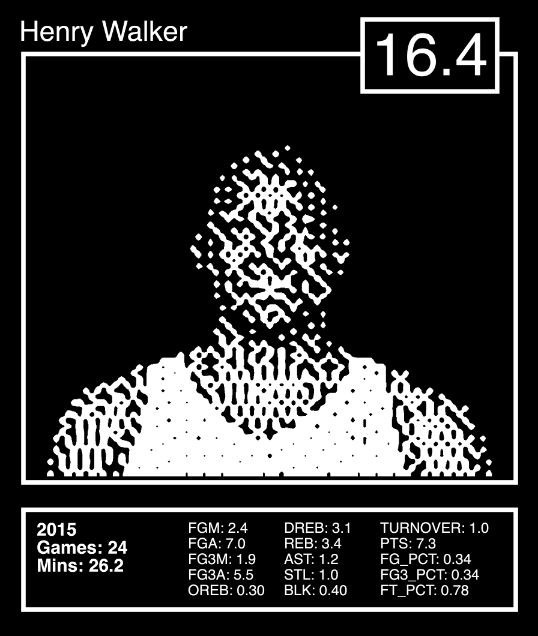 Henry Walker
16.4
2015
Games: 24
Mins: 26.2
FGM: 2.4
FGA: 7.0
FG3M: 1.9
FG3A: 5.5
OREB: 0.30
DREB: 3.1
REB: 3.4
AST: 1.2
STL: 1.0
BLK: 0.40
TURNOVER: 1.0
PTS: 7.3
FG_PCT: 0.34
FG3_PCT: 0.34
FT_PCT: 0.78